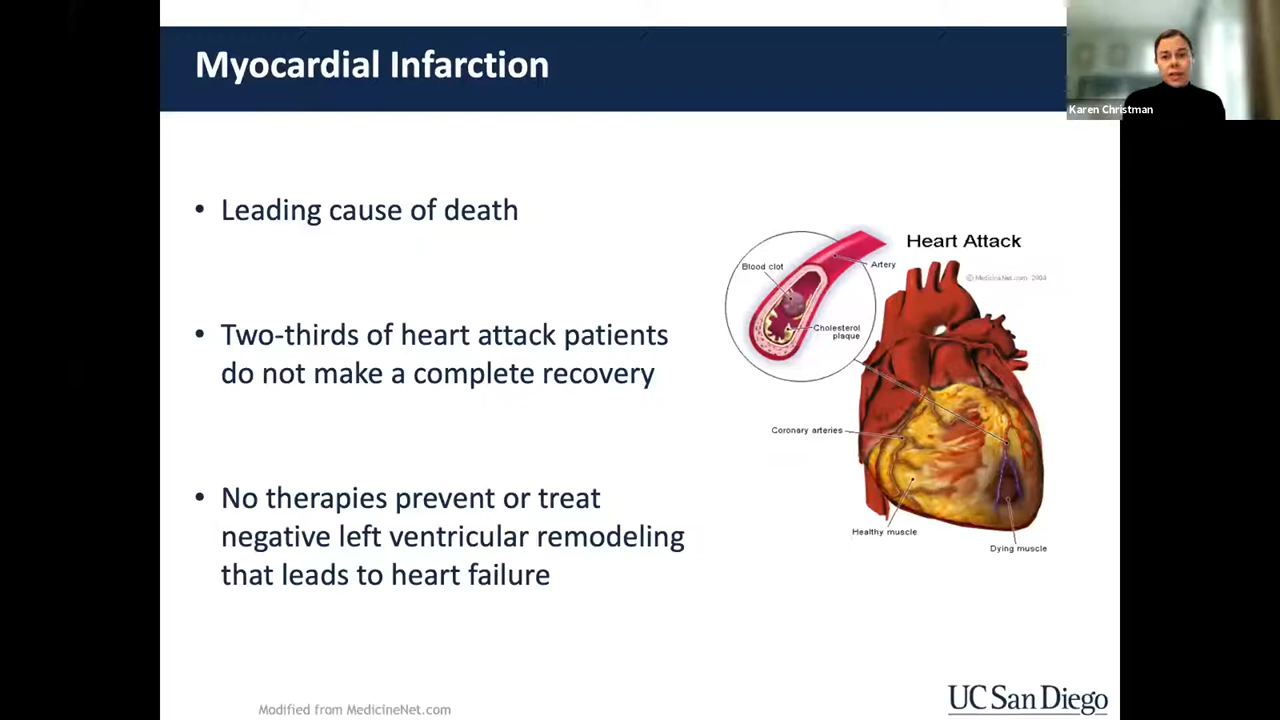 Myocardial Infarction
Karen Christman
• Leading cause of death
• Two-thirds of heart attack patients
do not make a complete recovery
• No therapies prevent or treat
negative left ventricular remodeling
that leads to heart failure
Heart Attack
© MedicineNet.com 2004
Blood clot
Artery
Cholesterol
plaque
Coronary arteries
Healthy muscle
Dying muscle
Modified from MedicineNet.com
UC San Diego